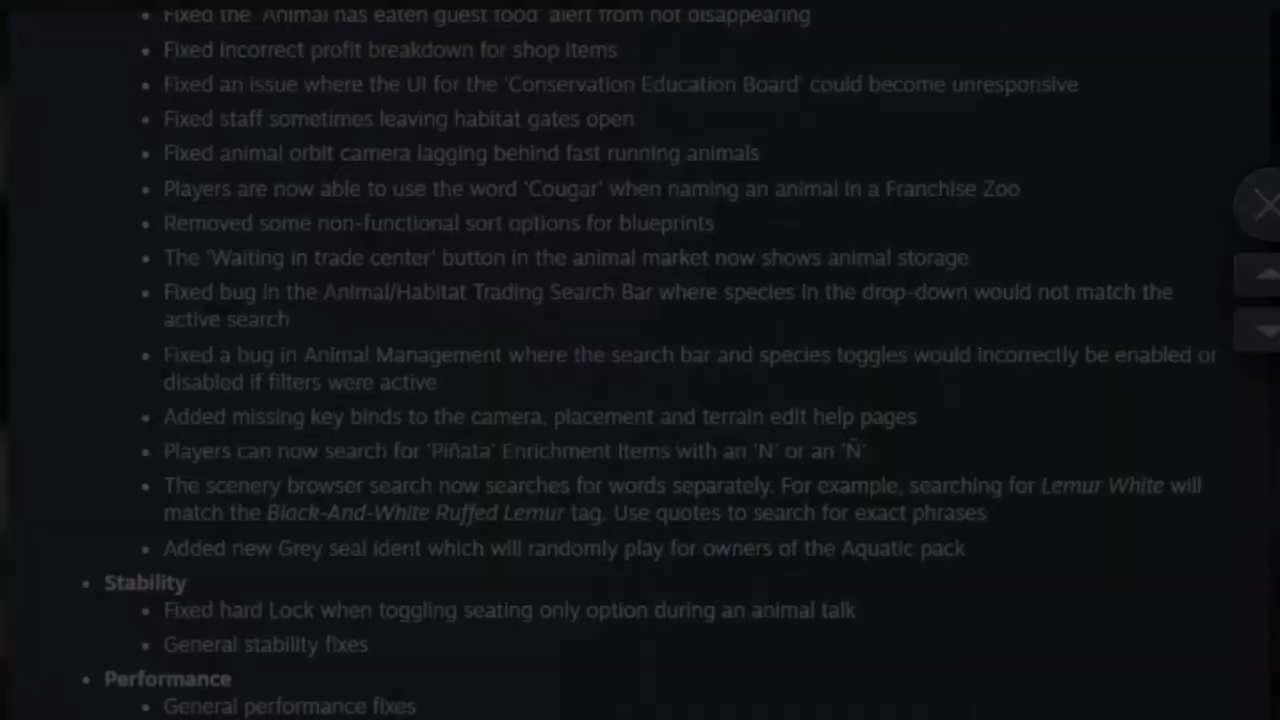 Fixed the 'Animal has eaten guest food' alert from not disappearing
Fixed incorrect profit breakdown for shop items
Fixed an issue where the UI for the 'Conservation Education Board' could become unresponsive
Fixed staff sometimes leaving habitat gates open
Fixed animal orbit camera lagging behind fast running animals
Players are now able to use the word 'Cougar' when naming an animal in a Franchise Zoo
Removed some non-functional sort options for blueprints
The 'Waiting in trade center' button in the animal market now shows animal storage
Fixed bug in the Animal/Habitat Trading Search Bar where species in the drop-down would not match the
active search
Fixed a bug in Animal Management where the search bar and species toggles would incorrectly be enabled or
disabled if filters were active
Added missing key binds to the camera, placement and terrain edit help pages
Players can now search for 'Piñata' Enrichment Items with an 'N' or an 'Ñ'
The scenery browser search now searches for words separately. For example, searching for Lemur White will
match the Black-And-White Ruffed Lemur tag. Use quotes to search for exact phrases
Added new Grey seal ident which will randomly play for owners of the Aquatic pack
Stability
Fixed hard Lock when toggling seating only option during an animal talk
General stability fixes
Performance
General performance fixes